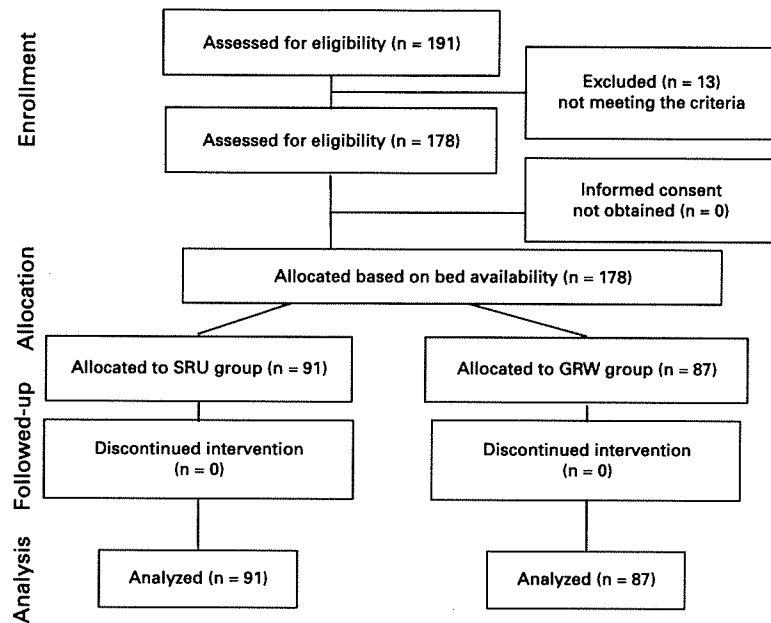 Enrollment
Assessed for eligibility (n = 191)
Excluded (n = 13)
not meeting the criteria
Assessed for eligibility (n = 178)
Informed consent
not obtained (n = 0)
Allocation
Allocated based on bed availability (n = 178)
Allocated to SRU group (n = 91)
Allocated to GRW group (n = 87)
Followed-up
Discontinued intervention
(n = 0)
Discontinued intervention
(n = 0)
Analysis
Analyzed (n = 91)
Analyzed (n = 87)